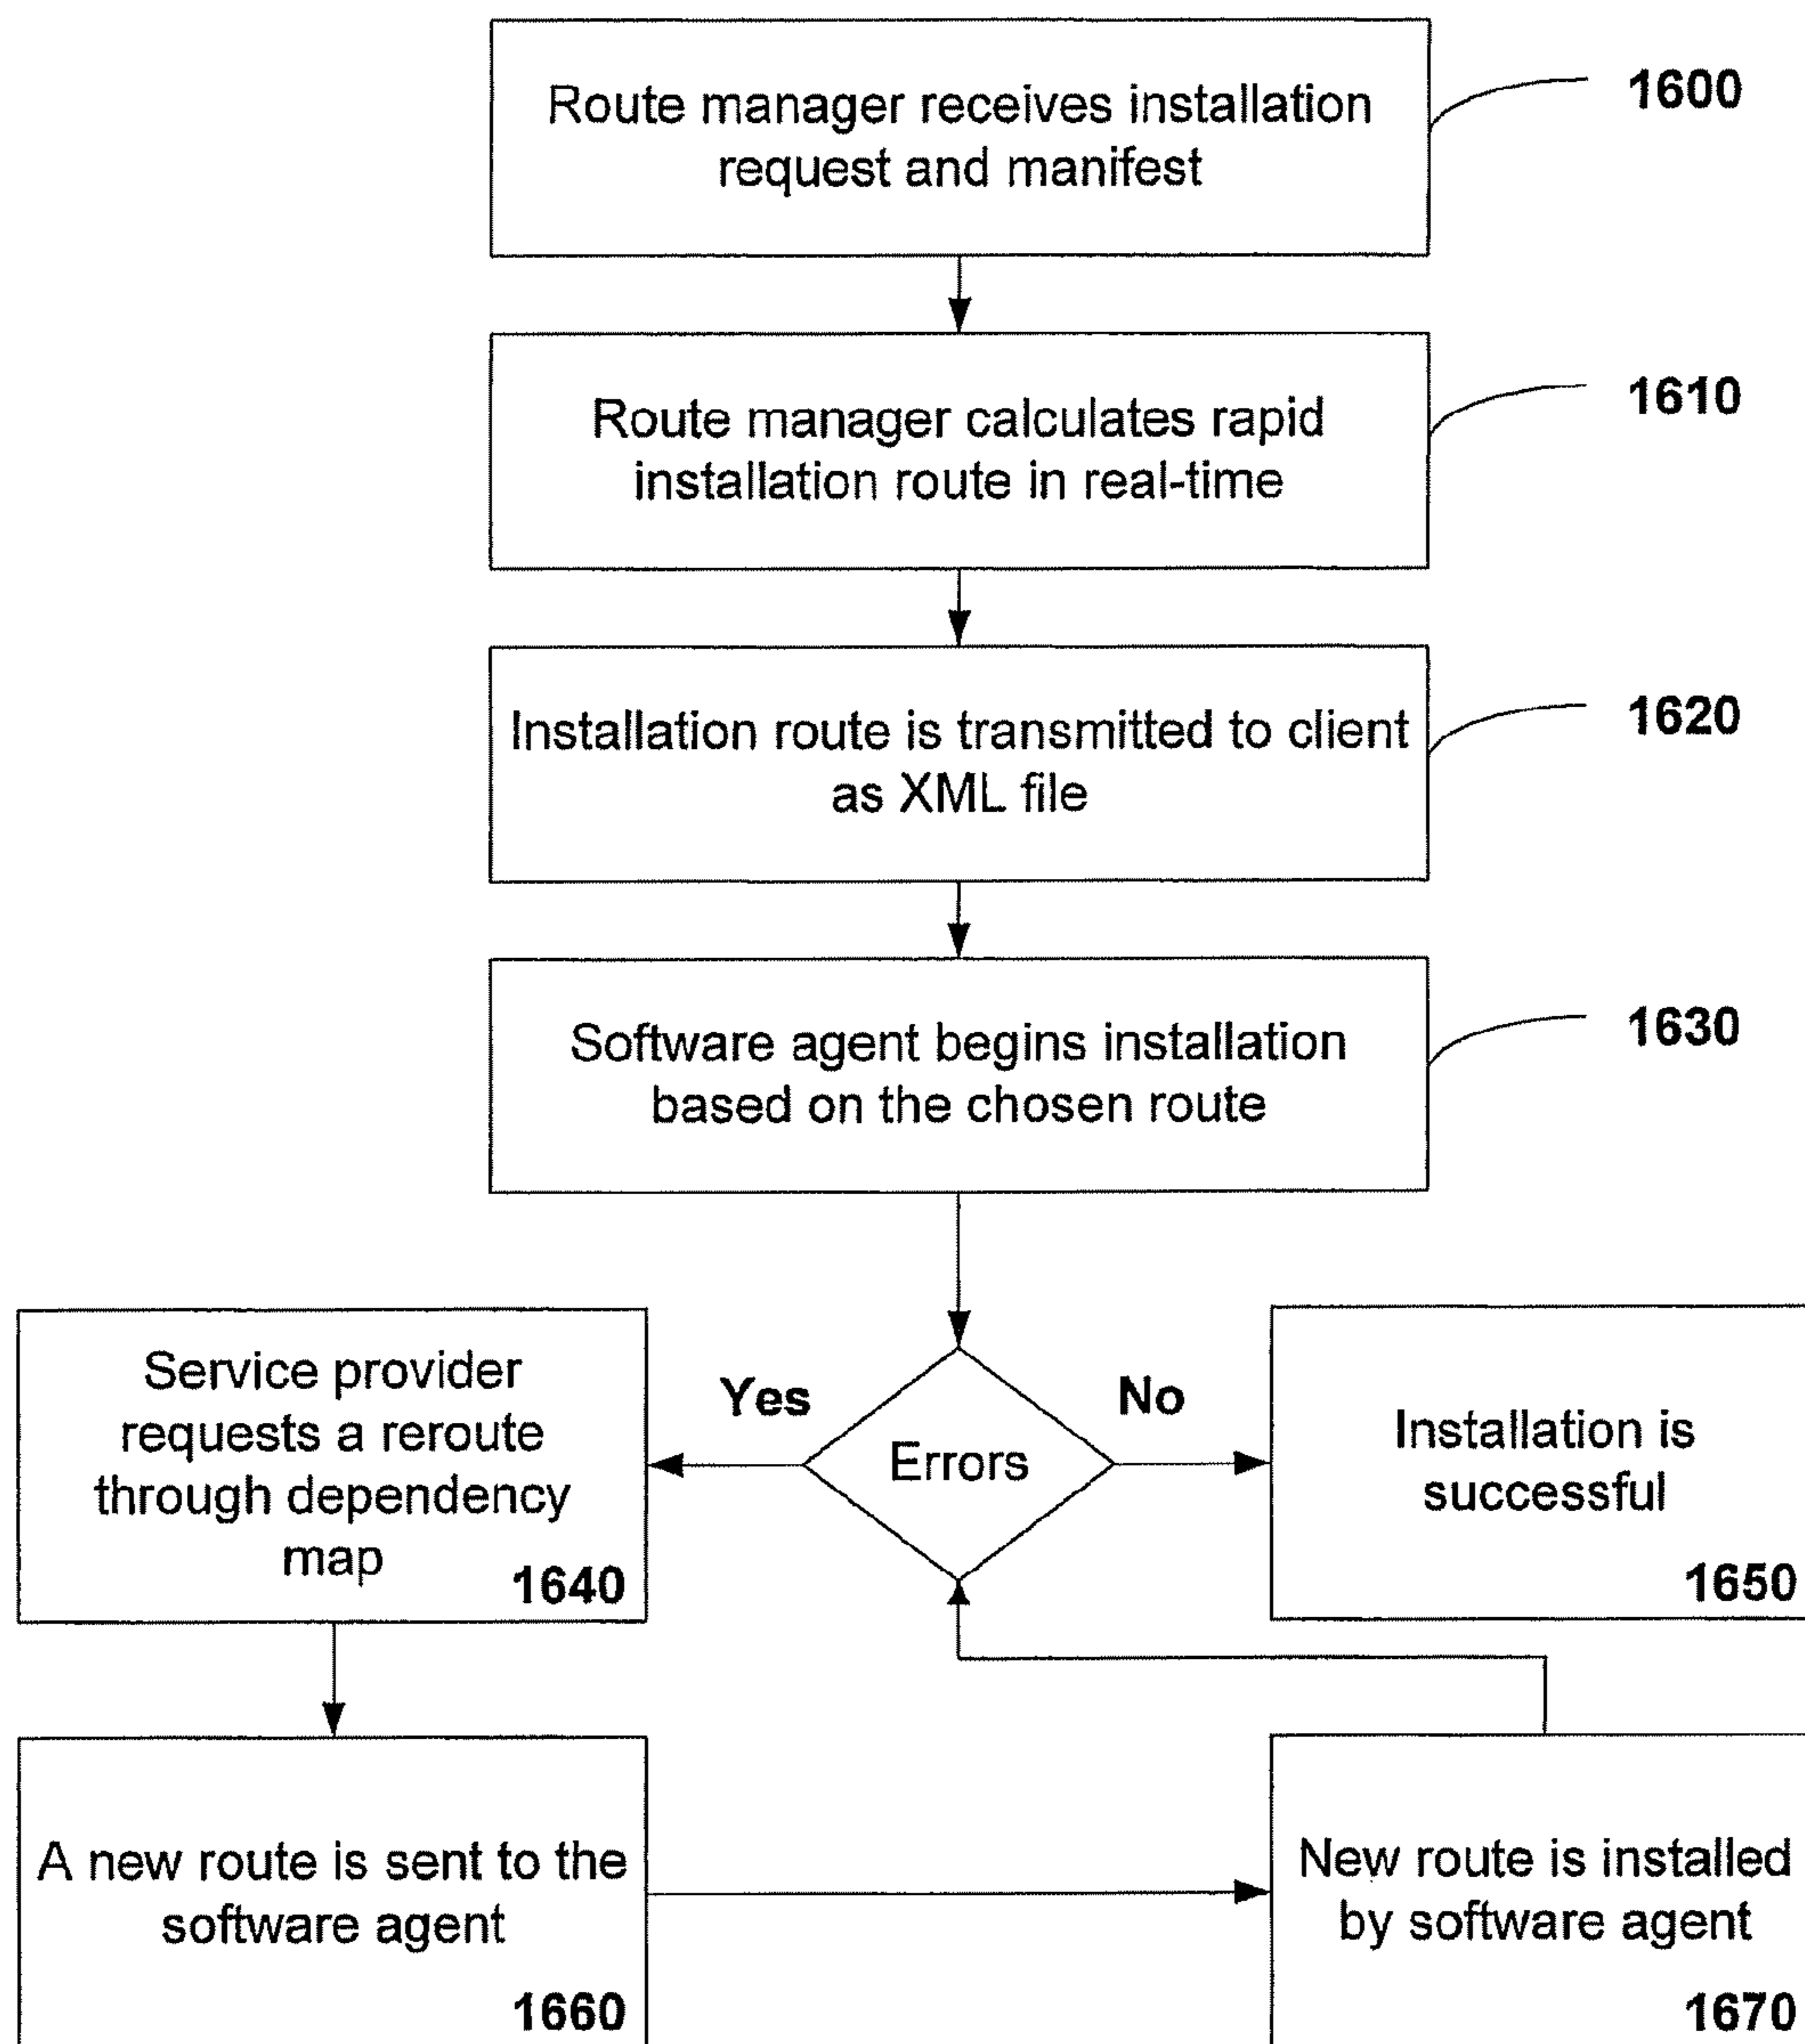 Route manager receives installation
request and manifest
1600
Route manager calculates rapid
installation route in real-time
1610
Installation route is transmitted to client
as XML file
1620
Software agent begins installation
based on the chosen route
1630
Service provider
requests a reroute
through dependency
map
1640
Yes
Errors
No
Installation is
successful
1650
A new route is sent to the
software agent
1660
New route is installed
by software agent
1670